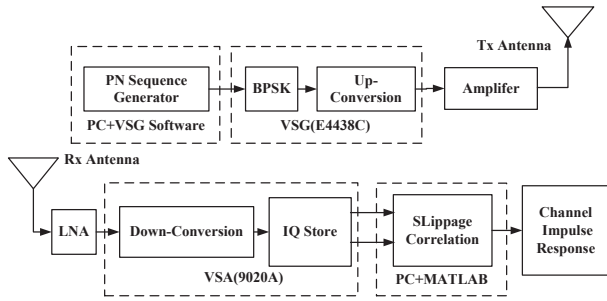 Tx Antenna
PN Sequence
Generator
BPSK
Up-
Conversion
Amplifer
PC+VSG Software
VSG(E4438C)
Rx Antenna
LNA
Down-Conversion
IQ Store
SLippage
Correlation
Channel
Impulse
Response
VSA(9020A)
PC+MATLAB